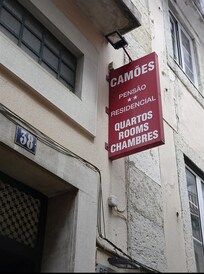 CAMÕES
PENSÃO
★★
RESIDENCIAL
QUARTOS
ROOMS
CHAMBRES
38